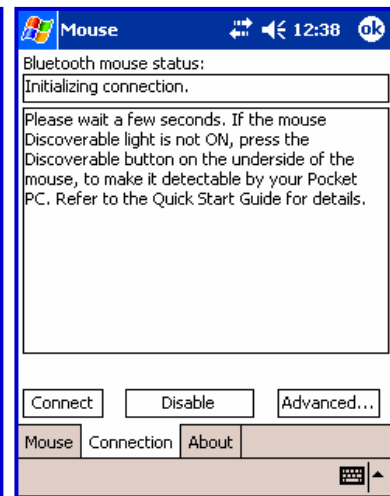 Mouse 12:38 ok
Bluetooth mouse status:
Initializing connection.
Please wait a few seconds. If the mouse
Discoverable light is not ON, press the
Discoverable button on the underside of the
mouse, to make it detectable by your Pocket
PC. Refer to the Quick Start Guide for details.
Connect Disable Advanced...
Mouse Connection About